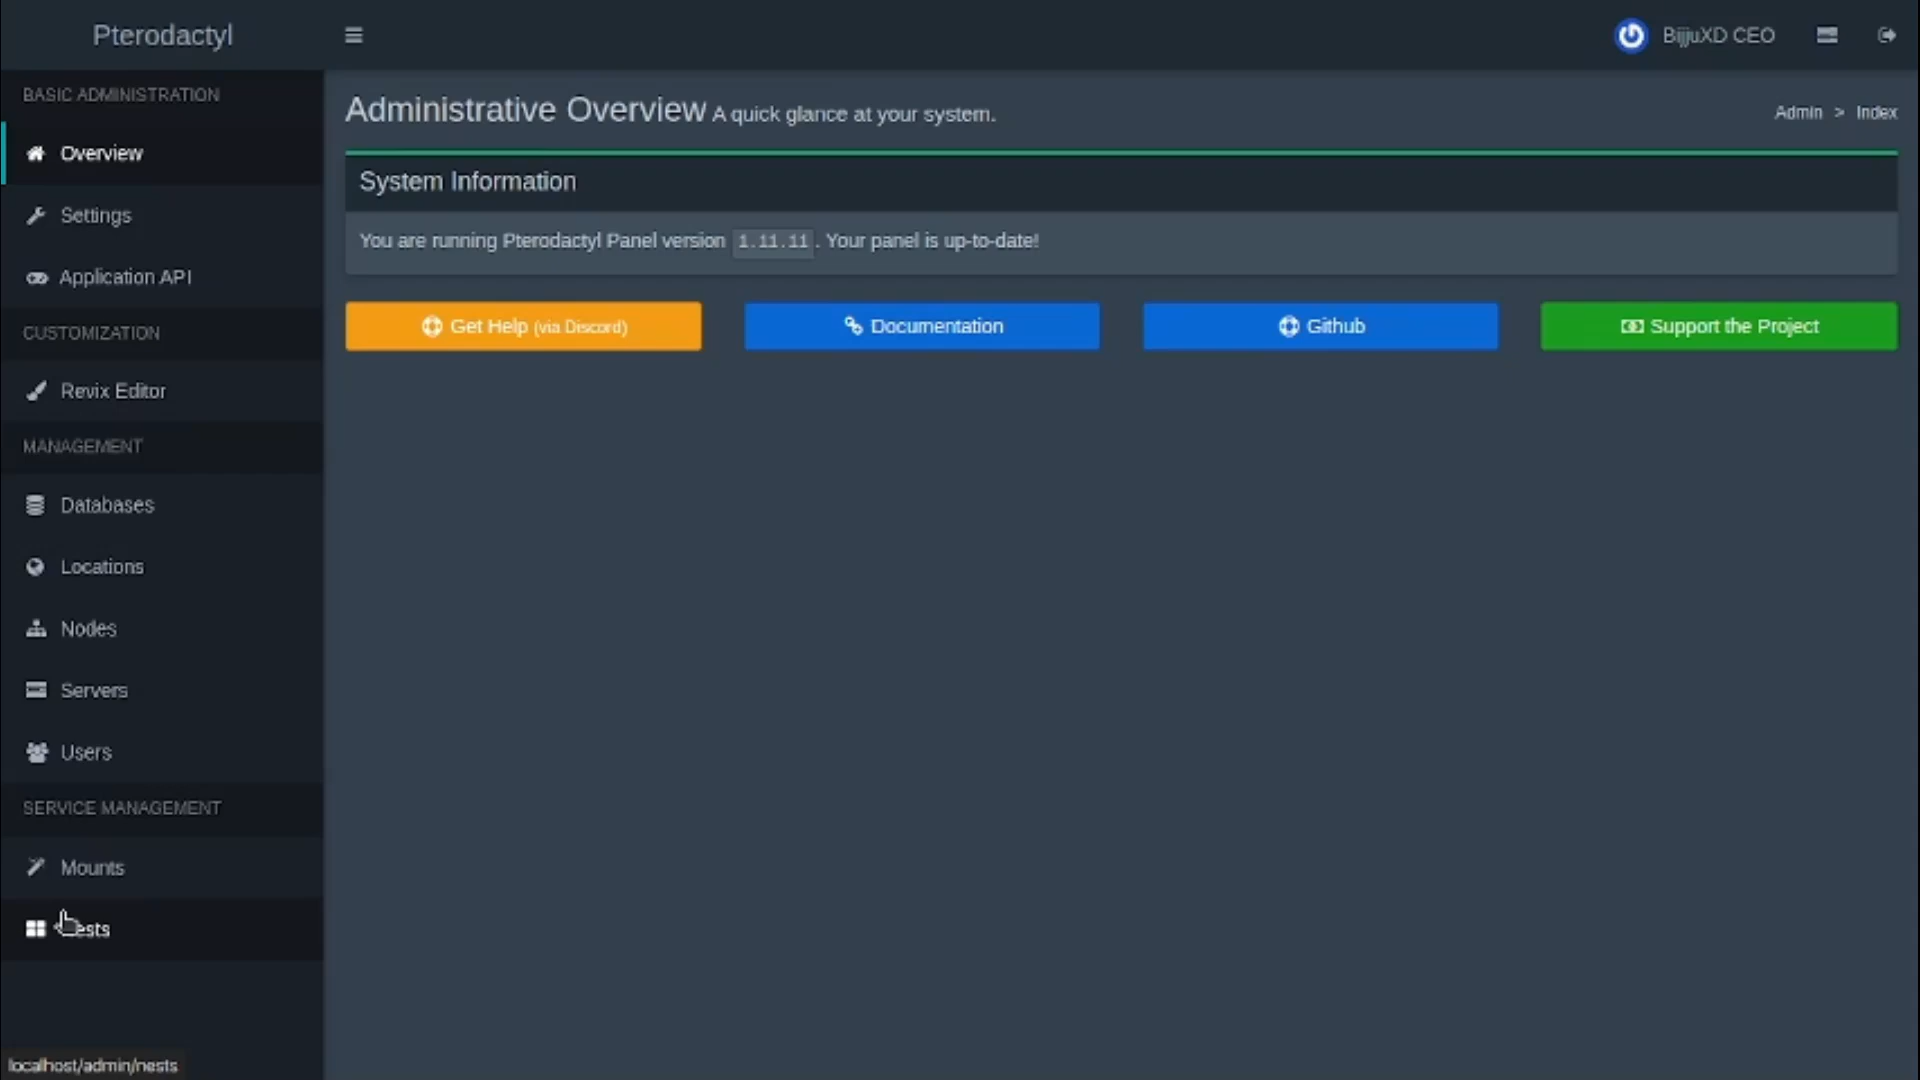 Pterodactyl
BijjuXD CEO
BASIC ADMINISTRATION
Overview
Settings
Application API
CUSTOMIZATION
Revix Editor
MANAGEMENT
Databases
Locations
Nodes
Servers
Users
SERVICE MANAGEMENT
Mounts
Nests
localhost/admin/nests
Administrative Overview A quick glance at your system.
Admin > Index
System Information
You are running Pterodactyl Panel version 1.11.11. Your panel is up-to-date!
Get Help (via Discord)
Documentation
Github
Support the Project